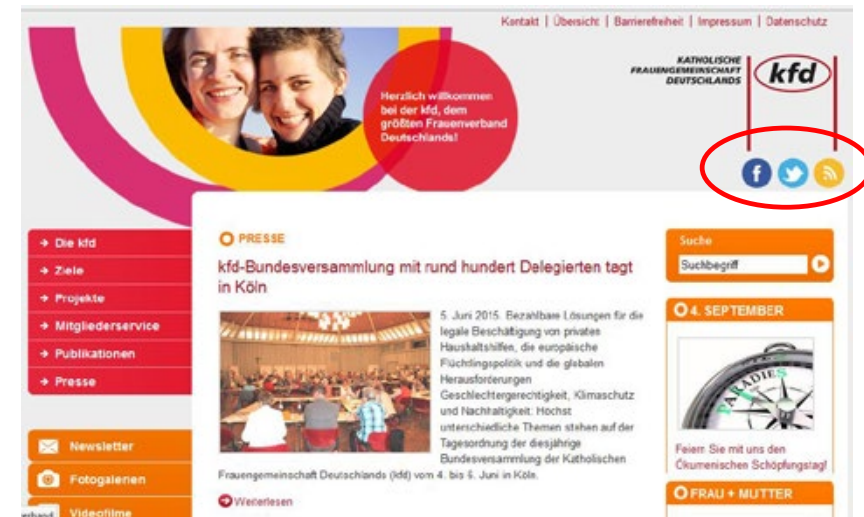 Kontakt | Übersicht | Barrierefreiheit | Impressum | Datenschutz
KATHOLISCHE
FRAUENGEMEINSCHAFT
DEUTSCHLANDS
kfd
Herzlich willkommen
bei der kfd, dem
größten Frauenverband
Deutschlands!
f
Die kfd
Ziele
Projekte
Mitgliederservice
Publikationen
Presse
Newsletter
Fotogalerien
Videofilme
PRESSE
kfd-Bundesversammlung mit rund hundert Delegierten tagt
in Köln
5. Juni 2015. Bezahlbare Lösungen für die
legale Beschäftigung von privaten
Haushaltshilfen, die europäische
Flüchtlingspolitik und die globalen
Herausforderungen
Geschlechtergerechtigkeit, Klimaschutz
und Nachhaltigkeit: Höchst
unterschiedliche Themen stehen auf der
Tagesordnung der diesjährige
Bundesversammlung der Katholischen
Frauengemeinschaft Deutschlands (kfd) vom 4. bis 6. Juni in Köln.
Weiterlesen
Suche
Suchbegriff
4. SEPTEMBER
PARADIES
Feiern Sie mit uns den
Ökumenischen Schöpfungstag!
FRAU + MUTTER